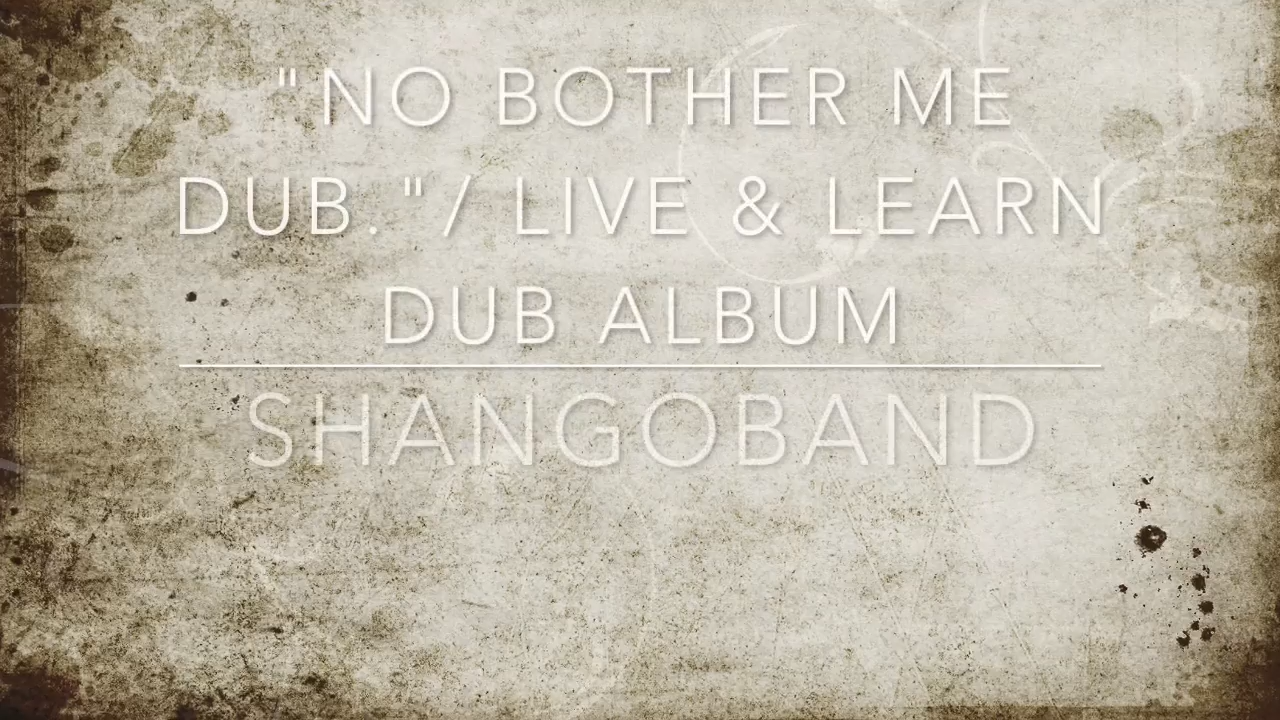 "NO BOTHER ME
DUB. "/ LIVE & LEARN
DUB ALBUM
SHANGOBAND